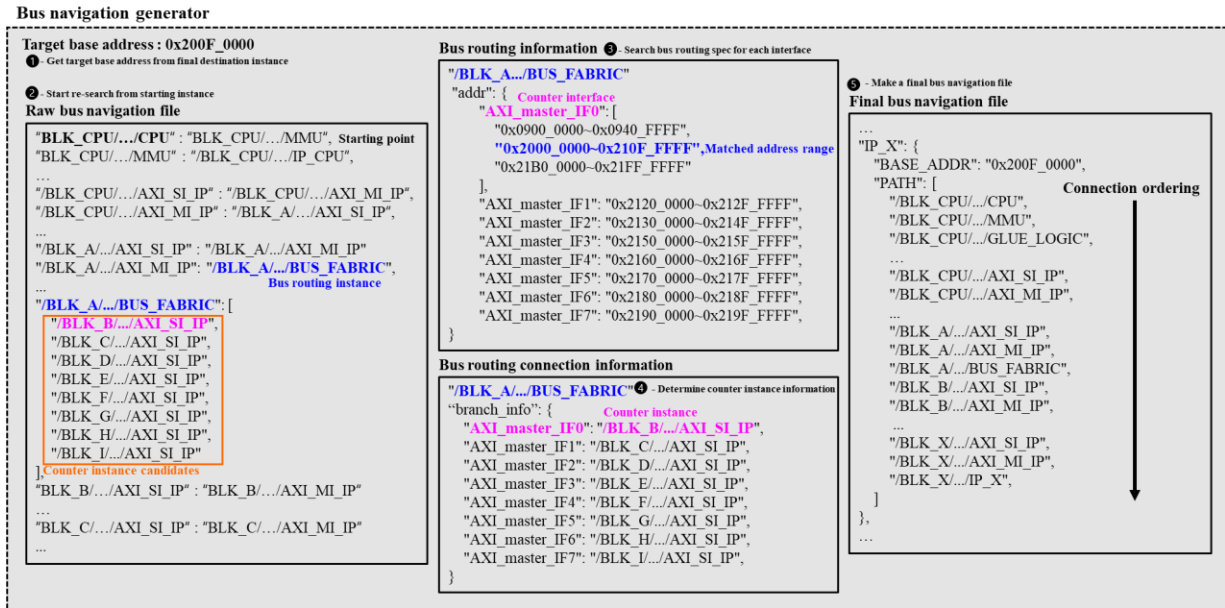 Bus navigation generator
Target base address : 0x200F_0000
❶ - Get target base address from final destination instance
❷ - Start re-search from starting instance
Raw bus navigation file
"BLK_CPU/.../CPU" : "BLK_CPU/.../MMU", Starting point
"BLK_CPU/.../MMU" : "/BLK_CPU/.../IP_CPU",
...
"/BLK_CPU/.../AXI_SI_IP" : "/BLK_CPU/.../AXI_MI_IP",
"/BLK_CPU/.../AXI_MI_IP" : "/BLK_A/.../AXI_SI_IP",
...
"/BLK_A/.../AXI_SI_IP" : "/BLK_A/.../AXI_MI_IP"
"/BLK_A/.../AXI_MI_IP": "/BLK_A/.../BUS_FABRIC",
Bus routing instance
...
"/BLK_A/.../BUS_FABRIC": [
"/BLK_B/.../AXI_SI_IP",
"/BLK_C/.../AXI_SI_IP",
"/BLK_D/.../AXI_SI_IP",
"/BLK_E/.../AXI_SI_IP",
"/BLK_F/.../AXI_SI_IP",
"/BLK_G/.../AXI_SI_IP",
"/BLK_H/.../AXI_SI_IP",
"/BLK_I/.../AXI_SI_IP"
], Counter instance candidates
"BLK_B/.../AXI_SI_IP" : "BLK_B/.../AXI_MI_IP"
...
"BLK_C/.../AXI_SI_IP" : "BLK_C/.../AXI_MI_IP"
...
Bus routing information ❸ - Search bus routing spec for each interface
"/BLK_A.../BUS_FABRIC"
"addr": {
Counter interface
"AXI_master_IF0": [
"0x0900_0000~0x0940_FFFF",
"0x2000_0000~0x210F_FFFF", Matched address range
"0x21B0_0000~0x21FF_FFFF"
],
"AXI_master_IF1": "0x2120_0000~0x212F_FFFF",
"AXI_master_IF2": "0x2130_0000~0x214F_FFFF",
"AXI_master_IF3": "0x2150_0000~0x215F_FFFF",
"AXI_master_IF4": "0x2160_0000~0x216F_FFFF",
"AXI_master_IF5": "0x2170_0000~0x217F_FFFF",
"AXI_master_IF6": "0x2180_0000~0x218F_FFFF",
"AXI_master_IF7": "0x2190_0000~0x219F_FFFF",
}
Bus routing connection information
"/BLK_A/.../BUS_FABRIC" ❹ - Determine counter instance information
"branch_info": {
Counter instance
"AXI_master_IF0": "/BLK_B/.../AXI_SI_IP",
"AXI_master_IF1": "/BLK_C/.../AXI_SI_IP",
"AXI_master_IF2": "/BLK_D/.../AXI_SI_IP",
"AXI_master_IF3": "/BLK_E/.../AXI_SI_IP",
"AXI_master_IF4": "/BLK_F/.../AXI_SI_IP",
"AXI_master_IF5": "/BLK_G/.../AXI_SI_IP",
"AXI_master_IF6": "/BLK_H/.../AXI_SI_IP",
"AXI_master_IF7": "/BLK_I/.../AXI_SI_IP",
}
❺ - Make a final bus navigation file
Final bus navigation file
...
"IP_X": {
"BASE_ADDR": "0x200F_0000",
"PATH": [
Connection ordering
"/BLK_CPU/.../CPU",
"/BLK_CPU/.../MMU",
"/BLK_CPU/.../GLUE_LOGIC",
...
"/BLK_CPU/.../AXI_SI_IP",
"/BLK_CPU/.../AXI_MI_IP",
...
"/BLK_A/.../AXI_SI_IP",
"/BLK_A/.../AXI_MI_IP",
"/BLK_A/.../BUS_FABRIC",
"/BLK_B/.../AXI_SI_IP",
"/BLK_B/.../AXI_MI_IP",
...
"/BLK_X/.../AXI_SI_IP",
"/BLK_X/.../AXI_MI_IP",
"/BLK_X/.../IP_X",
]
},
...